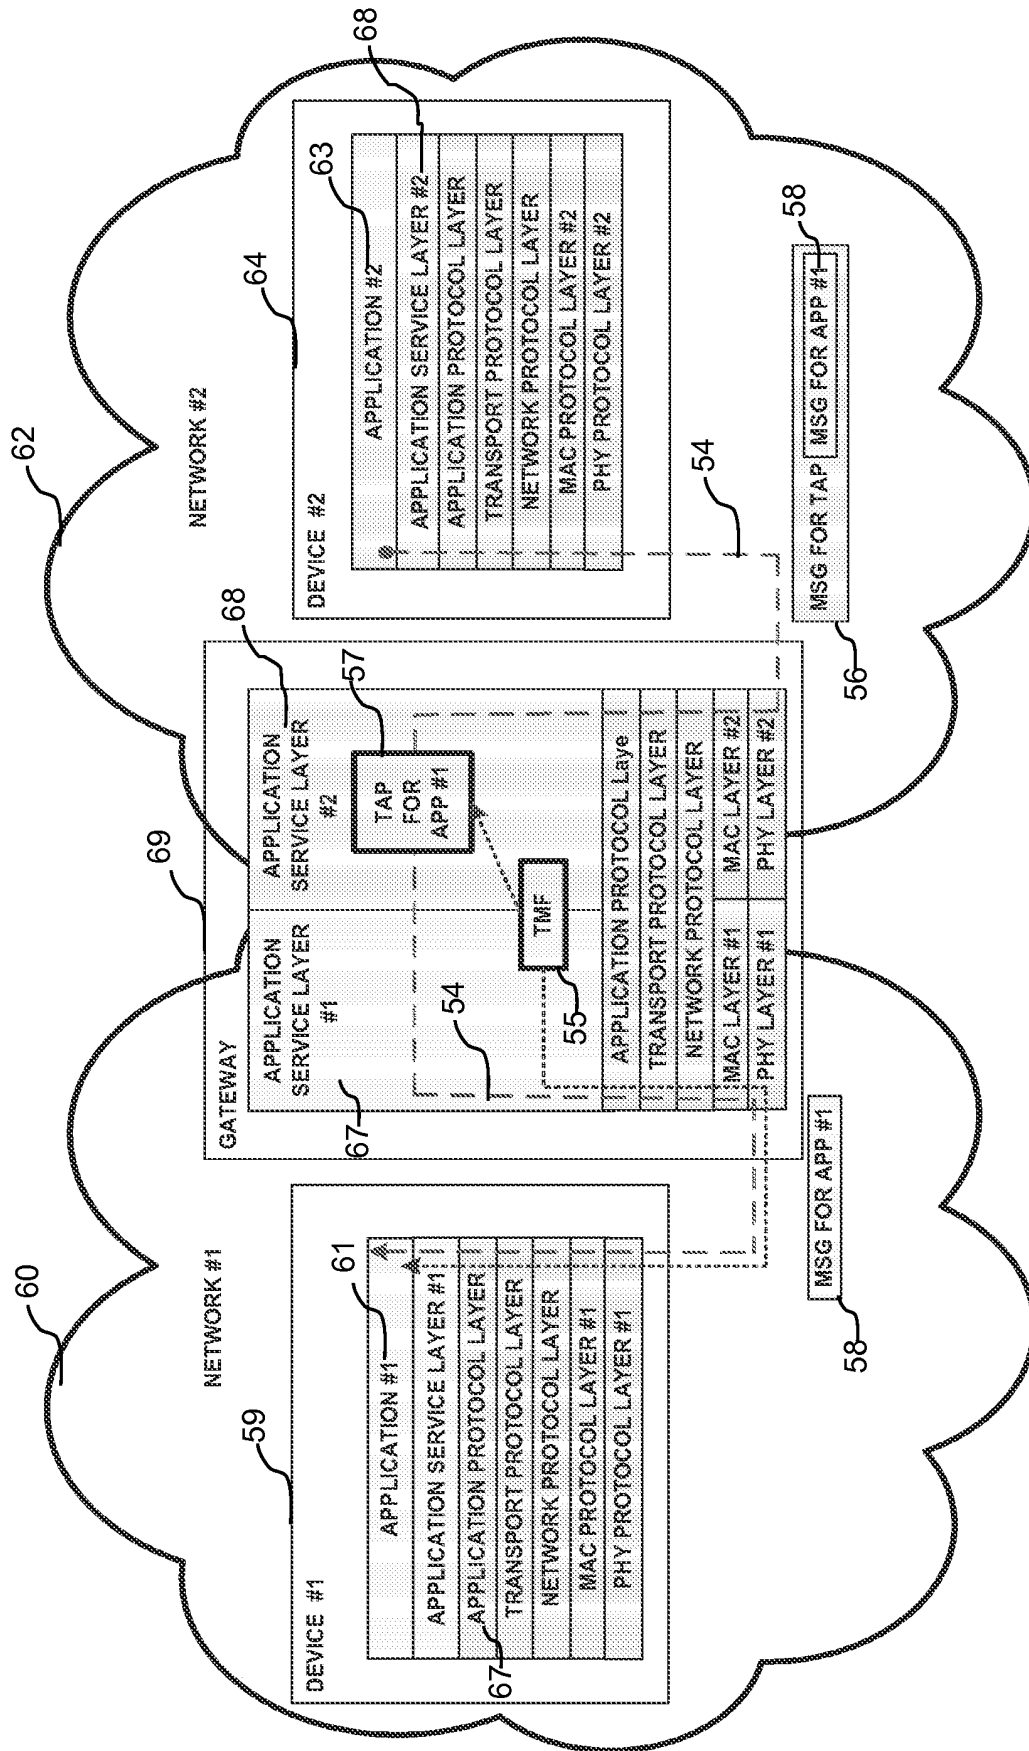 60
NETWORK #1
59
DEVICE #1
APPLICATION #1
61
APPLICATION SERVICE LAYER #1
APPLICATION PROTOCOL LAYER
67
TRANSPORT PROTOCOL LAYER
NETWORK PROTOCOL LAYER
MAC PROTOCOL LAYER #1
PHY PROTOCOL LAYER #1
MSG FOR APP #1
58
69
GATEWAY
APPLICATION
SERVICE LAYER
#1
67
54
APPLICATION
SERVICE LAYER
#2
68
57
TAP
FOR
APP #1
TMF
55
APPLICATION PROTOCOL Laye
TRANSPORT PROTOCOL LAYER
NETWORK PROTOCOL LAYER
MAC LAYER #1
MAC LAYER #2
PHY LAYER #1
PHY LAYER #2
62
NETWORK #2
64
DEVICE #2
APPLICATION #2
63
APPLICATION SERVICE LAYER #2
68
APPLICATION PROTOCOL LAYER
TRANSPORT PROTOCOL LAYER
NETWORK PROTOCOL LAYER
MAC PROTOCOL LAYER #2
PHY PROTOCOL LAYER #2
54
MSG FOR TAP
MSG FOR APP #1
58
56